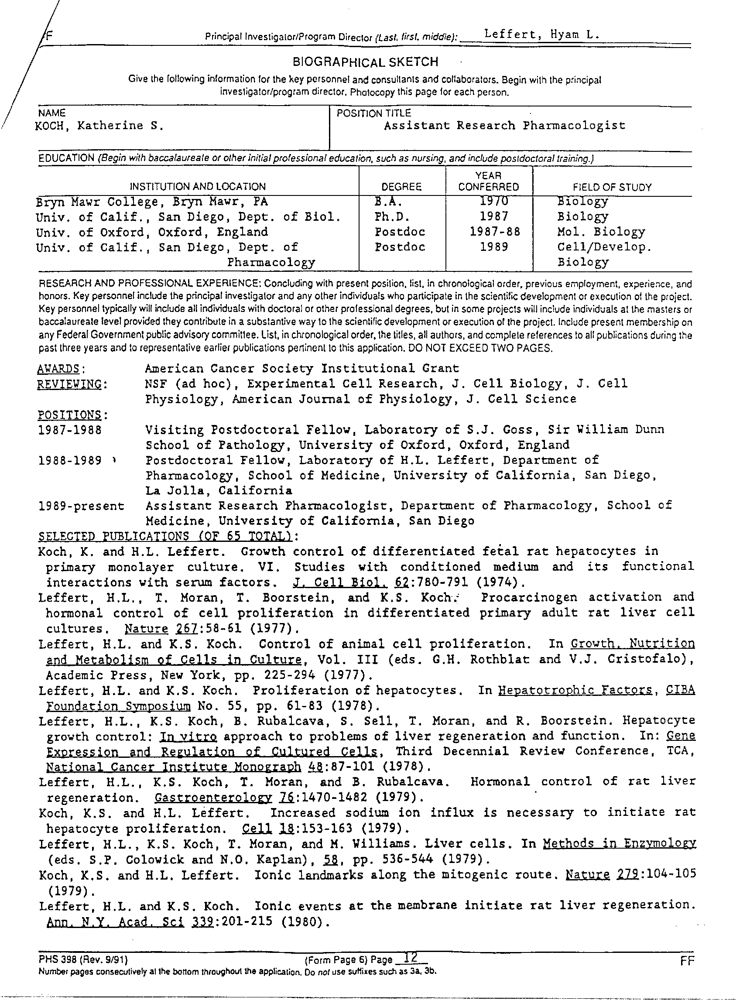 FF
Principal Investigator/Program Director (Last, first, middle): Leffert, Hyam L.
BIOGRAPHICAL SKETCH
Give the following information for the key personnel and consultants and collaborators. Begin with the principal
investigator/program director. Photocopy this page for each person.
NAME
KOCH, Katherine S.
POSITION TITLE
Assistant Research Pharmacologist
EDUCATION (Begin with baccalaureate or other initial professional education, such as nursing, and include postdoctoral training.)
INSTITUTION AND LOCATION DEGREE YEAR CONFERRED FIELD OF STUDY
Bryn Mawr College, Bryn Mawr, PA B.A. 1970 Biology
Univ. of Calif., San Diego, Dept. of Biol. Ph.D. 1987 Biology
Univ. of Oxford, Oxford, England Postdoc 1987-88 Mol. Biology
Univ. of Calif., San Diego, Dept. of Postdoc 1989 Cell/Develop.
Pharmacology Biology
RESEARCH AND PROFESSIONAL EXPERIENCE: Concluding with present position, list, in chronological order, previous employment, experience, and
honors. Key personnel include the principal investigator and any other individuals who participate in the scientific development or execution of the project.
Key personnel typically will include all individuals with doctoral or other professional degrees, but in some projects will include individuals at the masters or
baccalaureate level provided they contribute in a substantive way to the scientific development or execution of the project. Include present membership on
any Federal Government public advisory committee. List, in chronological order, the titles, all authors, and complete references to all publications during the
past three years and to representative earlier publications pertinent to this application. DO NOT EXCEED TWO PAGES.
AWARDS: American Cancer Society Institutional Grant
REVIEWING: NSF (ad hoc), Experimental Cell Research, J. Cell Biology, J. Cell
Physiology, American Journal of Physiology, J. Cell Science
POSITIONS:
1987-1988 Visiting Postdoctoral Fellow, Laboratory of S.J. Goss, Sir William Dunn
School of Pathology, University of Oxford, Oxford, England
1988-1989 Postdoctoral Fellow, Laboratory of H.L. Leffert, Department of
Pharmacology, School of Medicine, University of California, San Diego,
La Jolla, California
1989-present Assistant Research Pharmacologist, Department of Pharmacology, School of
Medicine, University of California, San Diego
SELECTED PUBLICATIONS (OF 65 TOTAL):
Koch, K. and H.L. Leffert. Growth control of differentiated fetal rat hepatocytes in
primary monolayer culture. VI. Studies with conditioned medium and its functional
interactions with serum factors. J. Cell Biol. 62:780-791 (1974).
Leffert, H.L., T. Moran, T. Boorstein, and K.S. Koch. Procarcinogen activation and
hormonal control of cell proliferation in differentiated primary adult rat liver cell
cultures. Nature 267:58-61 (1977).
Leffert, H.L. and K.S. Koch. Control of animal cell proliferation. In Growth, Nutrition
and Metabolism of Cells in Culture, Vol. III (eds. G.H. Rothblat and V.J. Cristofalo),
Academic Press, New York, pp. 225-294 (1977).
Leffert, H.L. and K.S. Koch. Proliferation of hepatocytes. In Hepatotrophic Factors, CIBA
Foundation Symposium No. 55, pp. 61-83 (1978).
Leffert, H.L., K.S. Koch, B. Rubalcava, S. Sell, T. Moran, and R. Boorstein. Hepatocyte
growth control: In vitro approach to problems of liver regeneration and function. In: Gene
Expression and Regulation of Cultured Cells, Third Decennial Review Conference, TCA,
National Cancer Institute Monograph 48:87-101 (1978).
Leffert, H.L., K.S. Koch, T. Moran, and B. Rubalcava. Hormonal control of rat liver
regeneration. Gastroenterology 76:1470-1482 (1979).
Koch, K.S. and H.L. Leffert. Increased sodium ion influx is necessary to initiate rat
hepatocyte proliferation. Cell 18:153-163 (1979).
Leffert, H.L., K.S. Koch, T. Moran, and M. Williams. Liver cells. In Methods in Enzymology
(eds. S.P. Colowick and N.O. Kaplan), 58, pp. 536-544 (1979).
Koch, K.S. and H.L. Leffert. Ionic landmarks along the mitogenic route. Nature 279:104-105
(1979).
Leffert, H.L. and K.S. Koch. Ionic events at the membrane initiate rat liver regeneration.
Ann. N.Y. Acad. Sci 339:201-215 (1980).
PHS 398 (Rev. 9/91) (Form Page 6) Page 12 FF
Number pages consecutively at the bottom throughout the application. Do not use suffixes such as 3a, 3b.